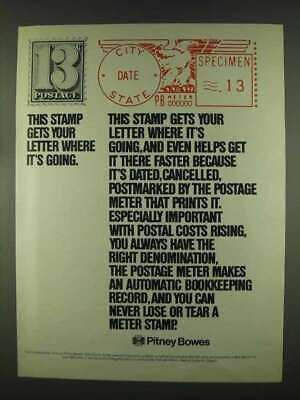 13
POSTAGE
CITY
DATE
STATE
PB METER
000000
SPECIMEN
.13
THIS STAMP
GETS YOUR
LETTER WHERE
IT'S GOING.
THIS STAMP GETS YOUR
LETTER WHERE IT'S
GOING, AND EVEN HELPS GET
IT THERE FASTER BECAUSE
IT'S DATED, CANCELLED,
POSTMARKED BY THE POSTAGE
METER THAT PRINTS IT.
ESPECIALLY IMPORTANT
WITH POSTAL COSTS RISING,
YOU ALWAYS HAVE THE
RIGHT DENOMINATION,
THE POSTAGE METER MAKES
AN AUTOMATIC BOOKKEEPING
RECORD, AND YOU CAN
NEVER LOSE OR TEAR A
METER STAMP.
Pitney Bowes